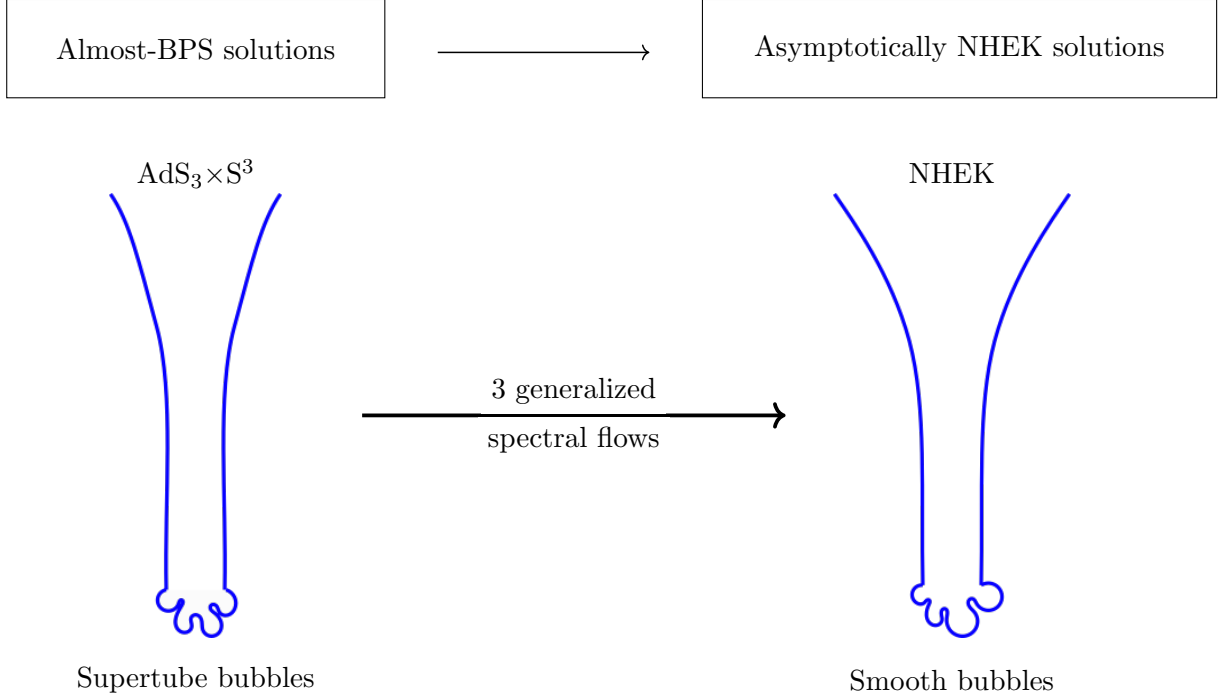 Almost-BPS solutions
Asymptotically NHEK solutions
AdS₃×S³
NHEK
3 generalized
spectral flows
Supertube bubbles
Smooth bubbles